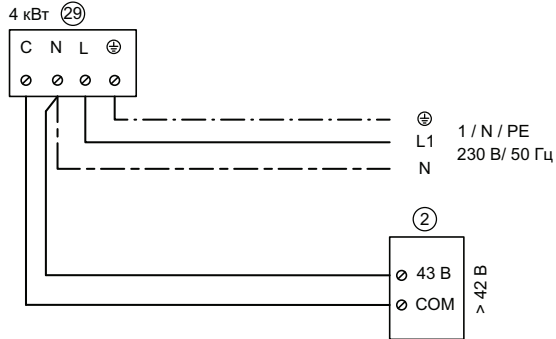 4 кВт 29
C N L ⏚
⏚
L1
N
1 / N / PE
230 В/ 50 Гц
2
43 В
COM
> 42 В